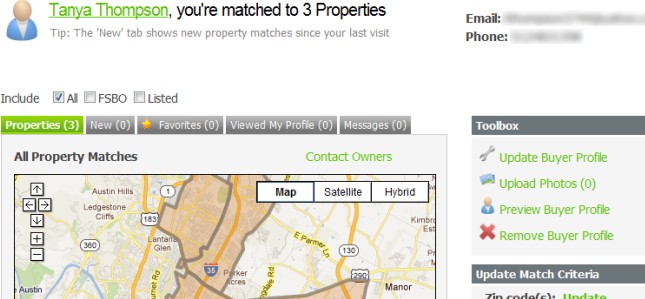 Tanya Thompson, you're matched to 3 Properties
Tip: The 'New' tab shows new property matches since your last visit
Email:
Phone:
Include All FSBO Listed
Properties (3) New (0) Favorites (0) Viewed My Profile (0) Messages (0)
All Property Matches Contact Owners
Map Satellite Hybrid
Austin Hills
1
Ledgestone
Cliffs
183
Lantana
Glen
360
E Parmer Ln
130
35
Parker
Acres
290
Manor
Austin
Toolbox
Update Buyer Profile
Upload Photos (0)
Preview Buyer Profile
Remove Buyer Profile
Update Match Criteria
Zip code(s): Update